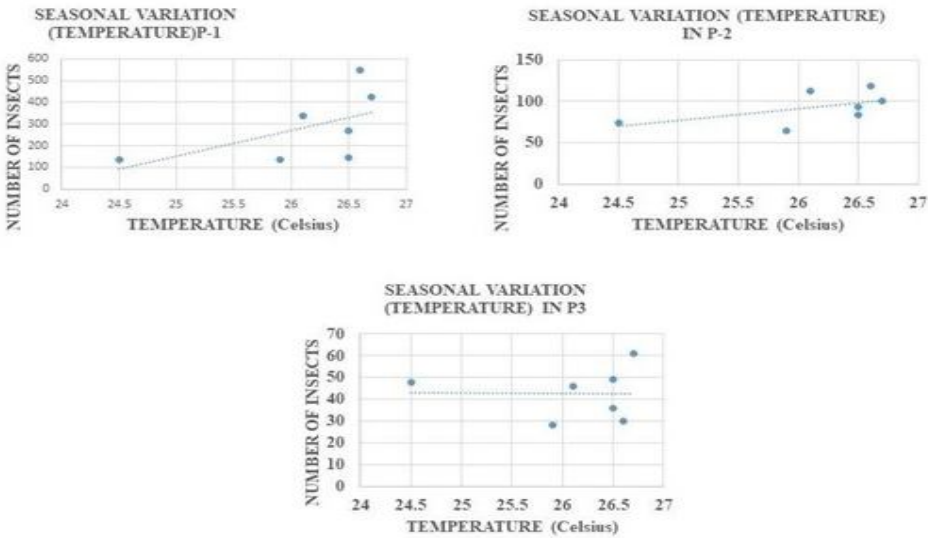 SEASONAL VARIATION
(TEMPERATURE)P-1
NUMBER OF INSECTS
600
500
400
300
200
100
0
24 24.5 25 25.5 26 26.5 27
TEMPERATURE (Celsius)
SEASONAL VARIATION (TEMPERATURE)
IN P-2
NUMBER OF INSECTS
150
100
50
0
24 24.5 25 25.5 26 26.5 27
TEMPERATURE (Celsius)
SEASONAL VARIATION
(TEMPERATURE) IN P3
NUMBER OF INSECTS
70
60
50
40
30
20
10
0
24 24.5 25 25.5 26 26.5 27
TEMPERATURE (Celsius)